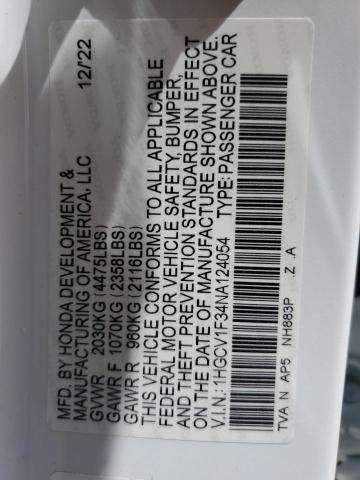 MFD. BY HONDA DEVELOPMENT & 12/22
MANUFACTURING OF AMERICA, LLC
GVWR 2030KG (4475LBS)
GAWR F 1070KG (2358LBS)
GAWR R 960KG (2116LBS)
THIS VEHICLE CONFORMS TO ALL APPLICABLE
FEDERAL MOTOR VEHICLE SAFETY, BUMPER,
AND THEFT PREVENTION STANDARDS IN EFFECT
ON THE DATE OF MANUFACTURE SHOWN ABOVE.
V.I.N.: 1HGCV1F34NA124054 TYPE: PASSENGER CAR
TVA N AP5 NH883P .Z .A